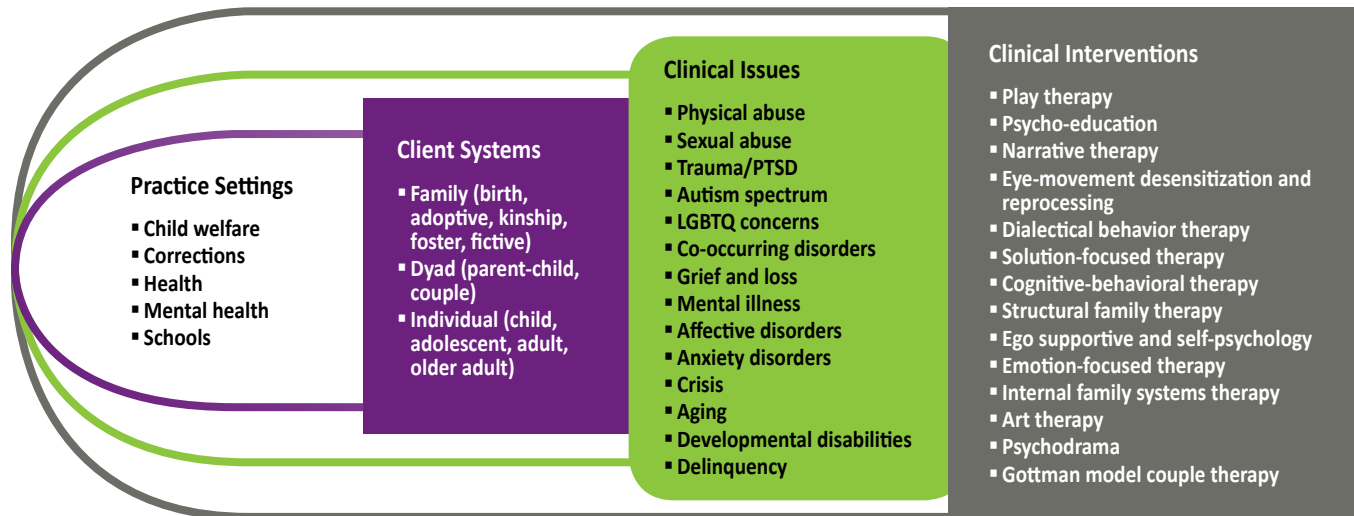 Practice Settings
▪ Child welfare
▪ Corrections
▪ Health
▪ Mental health
▪ Schools
Client Systems
▪ Family (birth,
adoptive, kinship,
foster, fictive)
▪ Dyad (parent-child,
couple)
▪ Individual (child,
adolescent, adult,
older adult)
Clinical Issues
▪ Physical abuse
▪ Sexual abuse
▪ Trauma/PTSD
▪ Autism spectrum
▪ LGBTQ concerns
▪ Co-occurring disorders
▪ Grief and loss
▪ Mental illness
▪ Affective disorders
▪ Anxiety disorders
▪ Crisis
▪ Aging
▪ Developmental disabilities
▪ Delinquency
Clinical Interventions
▪ Play therapy
▪ Psycho-education
▪ Narrative therapy
▪ Eye-movement desensitization and
reprocessing
▪ Dialectical behavior therapy
▪ Solution-focused therapy
▪ Cognitive-behavioral therapy
▪ Structural family therapy
▪ Ego supportive and self-psychology
▪ Emotion-focused therapy
▪ Internal family systems therapy
▪ Art therapy
▪ Psychodrama
▪ Gottman model couple therapy